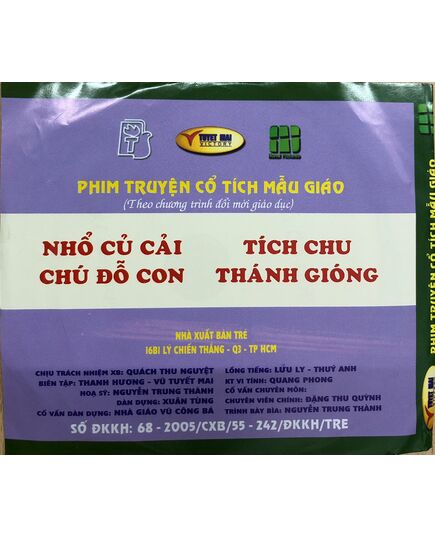 TUYẾT MAI
VICTORY
PHIM TRUYỆN CỔ TÍCH MẪU GIÁO
(Theo chương trình đổi mới giáo dục)
NHỔ CỦ CẢI
CHÚ ĐỖ CON
TÍCH CHU
THÁNH GIÓNG
NHÀ XUẤT BẢN TRẺ
161B1 LÝ CHIẾN THẮNG - Q3 - TP HCM
CHỊU TRÁCH NHIỆM XB: QUÁCH THU NGUYỆT
BIÊN TẬP: THANH HƯƠNG - VŨ TUYẾT MAI
HOẠ SỸ: NGUYỄN TRUNG THÀNH
DÀN DỰNG: XUÂN TÙNG
CỐ VẤN DÀN DỰNG: NHÀ GIÁO VŨ CÔNG BÁ
LỒNG TIẾNG: LƯU LY - THUÝ ANH
KT VI TÍNH: QUANG PHONG
CỐ VẤN CHUYÊN MÔN:
CHUYÊN VIÊN CHÍNH: ĐẶNG THU QUỲNH
TRÌNH BÀY BÌA: NGUYỄN TRUNG THÀNH
SỐ ĐKKH: 68 - 2005/CXB/55 - 242/ĐKKH/TRE
PHIM TRUYỆN CỔ TÍCH MẪU GIÁO